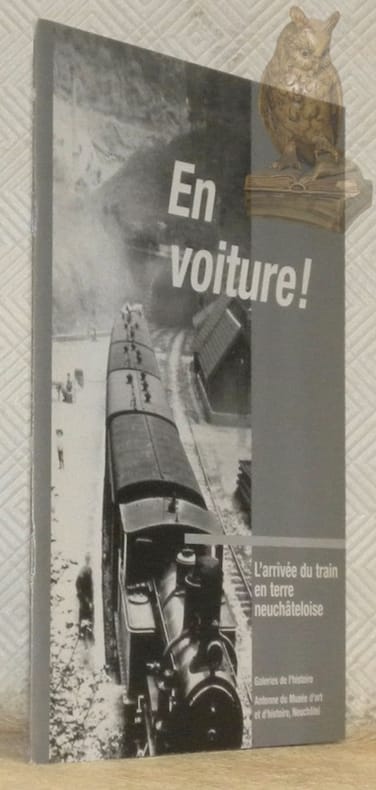 En
voiture!
L'arrivée du train
en terre
neuchâteloise
Galeries de l'histoire
Antenne du Musée d'art
et d'histoire, Neuchâtel